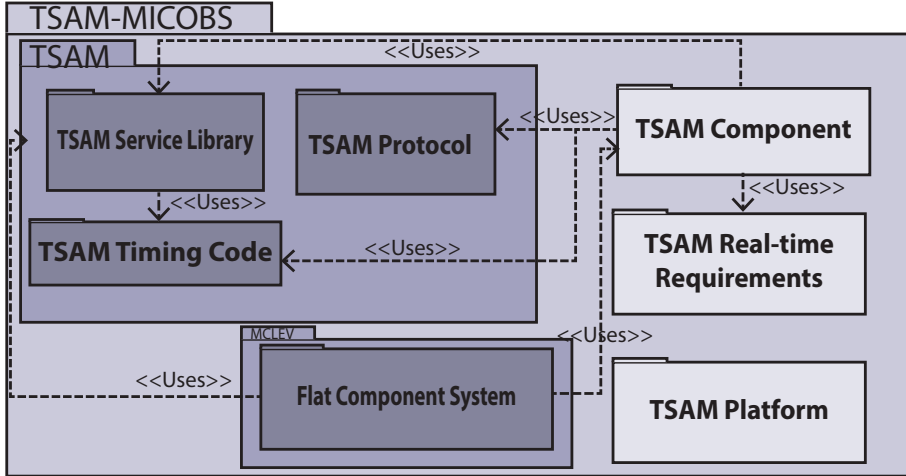 TSAM-MICOBS
TSAM
<<Uses>>
TSAM Service Library
TSAM Protocol
<<Uses>>
TSAM Component
<<Uses>>
<<Uses>>
TSAM Timing Code
<<Uses>>
TSAM Real-time
Requirements
MCLEV
<<Uses>>
<<Uses>>
Flat Component System
TSAM Platform